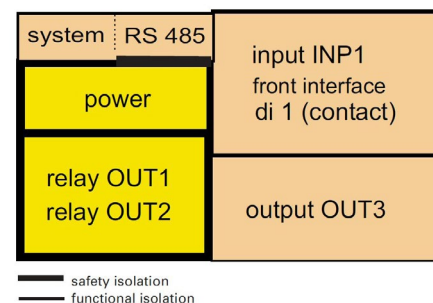 system RS 485
power
relay OUT1
relay OUT2
input INP1
front interface
di 1 (contact)
output OUT3
safety isolation
functional isolation